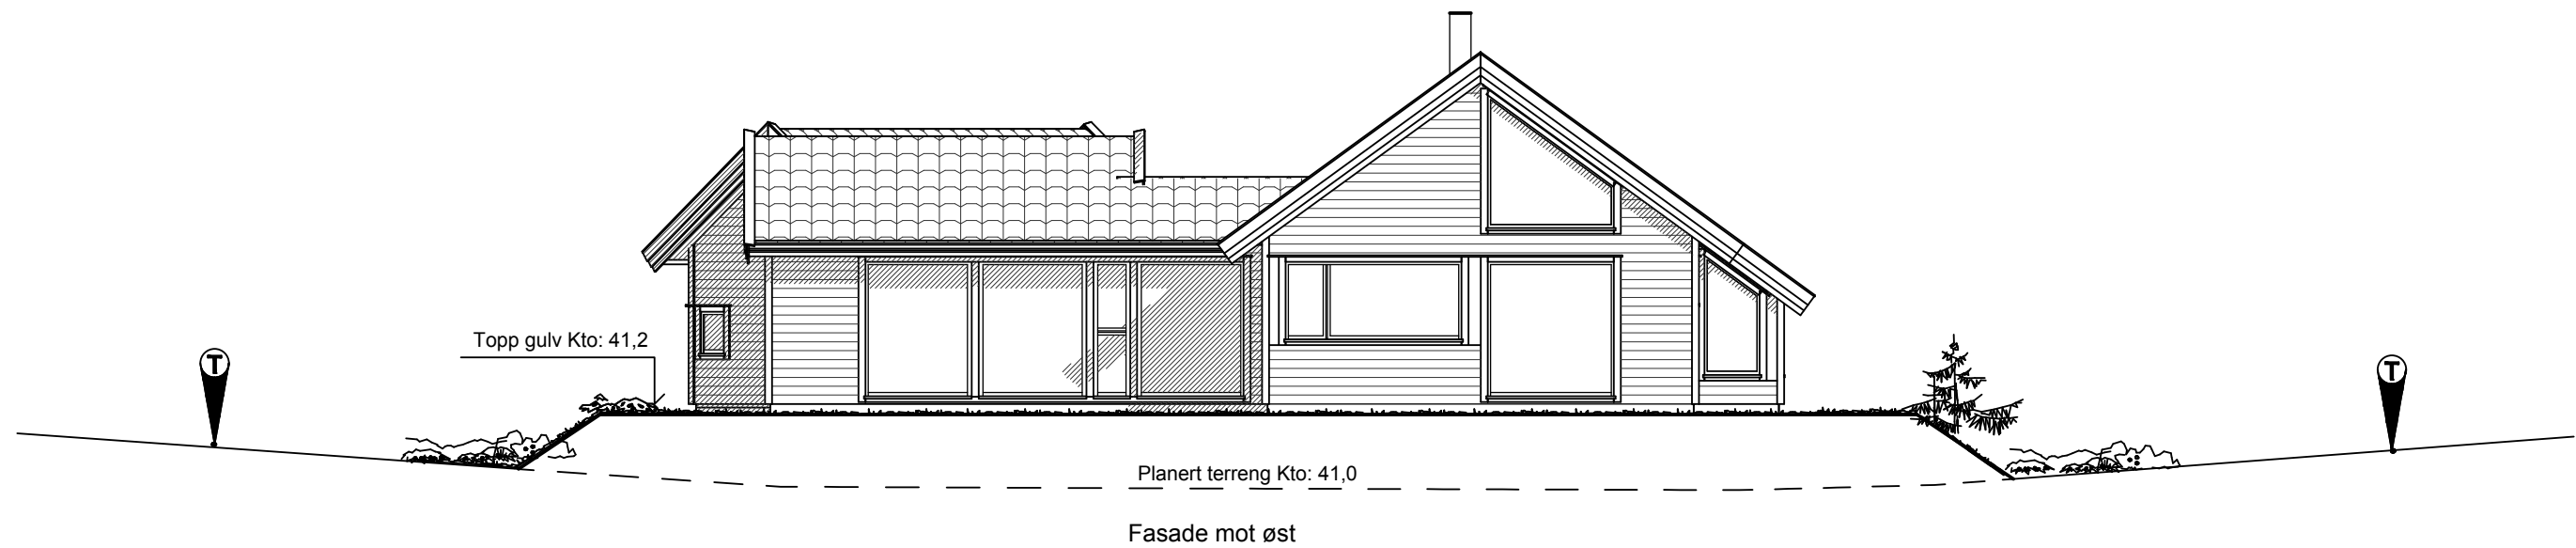 Topp gulv Kto: 41,2
T
T
Planert terreng Kto: 41,0
Fasade mot øst